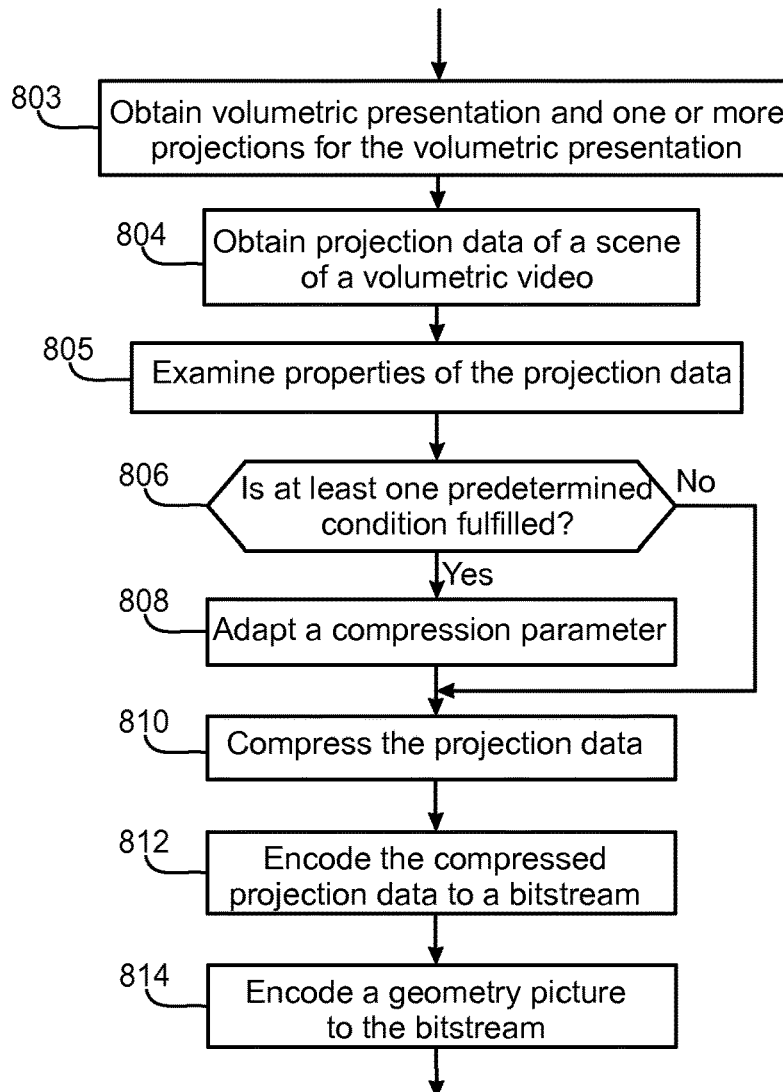 803
Obtain volumetric presentation and one or more
projections for the volumetric presentation
804
Obtain projection data of a scene
of a volumetric video
805
Examine properties of the projection data
806
Is at least one predetermined
condition fulfilled?
No
Yes
808
Adapt a compression parameter
810
Compress the projection data
812
Encode the compressed
projection data to a bitstream
814
Encode a geometry picture
to the bitstream